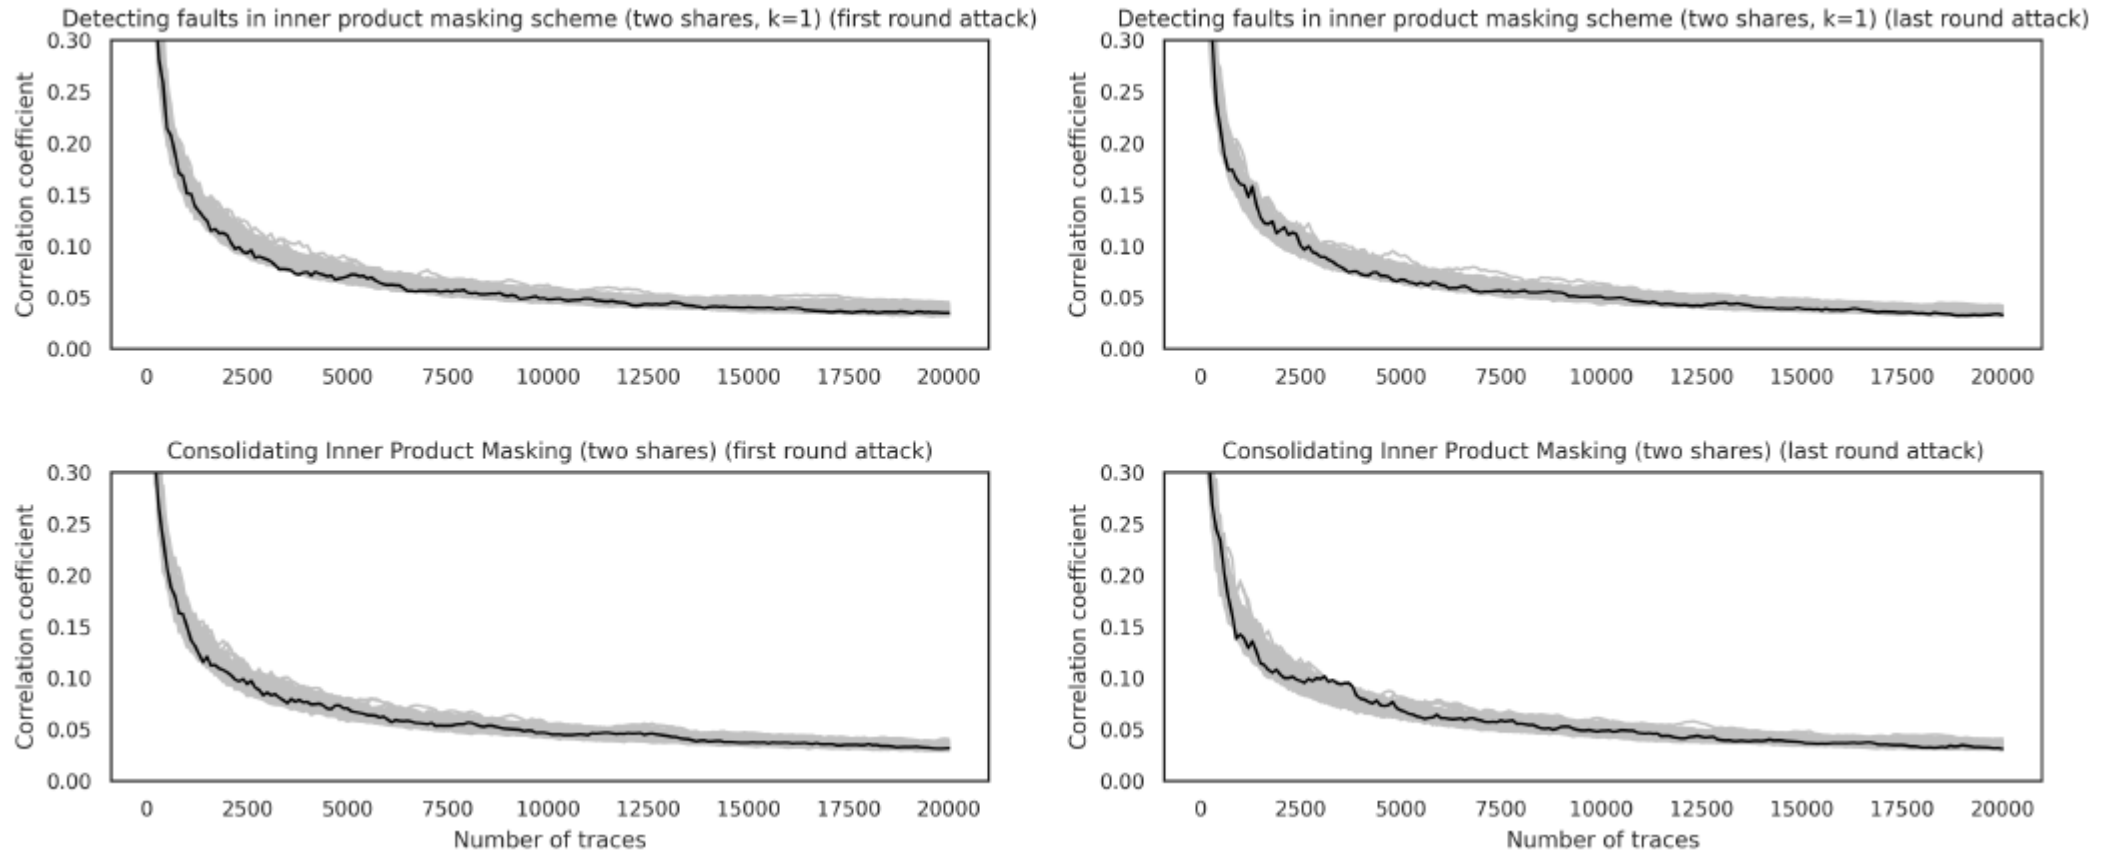 Detecting faults in inner product masking scheme (two shares, k=1) (first round attack)
0.30
0.25
0.20
0.15
0.10
0.05
0.00
Correlation coefficient
0 2500 5000 7500 10000 12500 15000 17500 20000
Detecting faults in inner product masking scheme (two shares, k=1) (last round attack)
0.30
0.25
0.20
0.15
0.10
0.05
0.00
Correlation coefficient
0 2500 5000 7500 10000 12500 15000 17500 20000
Consolidating Inner Product Masking (two shares) (first round attack)
0.30
0.25
0.20
0.15
0.10
0.05
0.00
Correlation coefficient
0 2500 5000 7500 10000 12500 15000 17500 20000
Number of traces
Consolidating Inner Product Masking (two shares) (last round attack)
0.30
0.25
0.20
0.15
0.10
0.05
0.00
Correlation coefficient
0 2500 5000 7500 10000 12500 15000 17500 20000
Number of traces